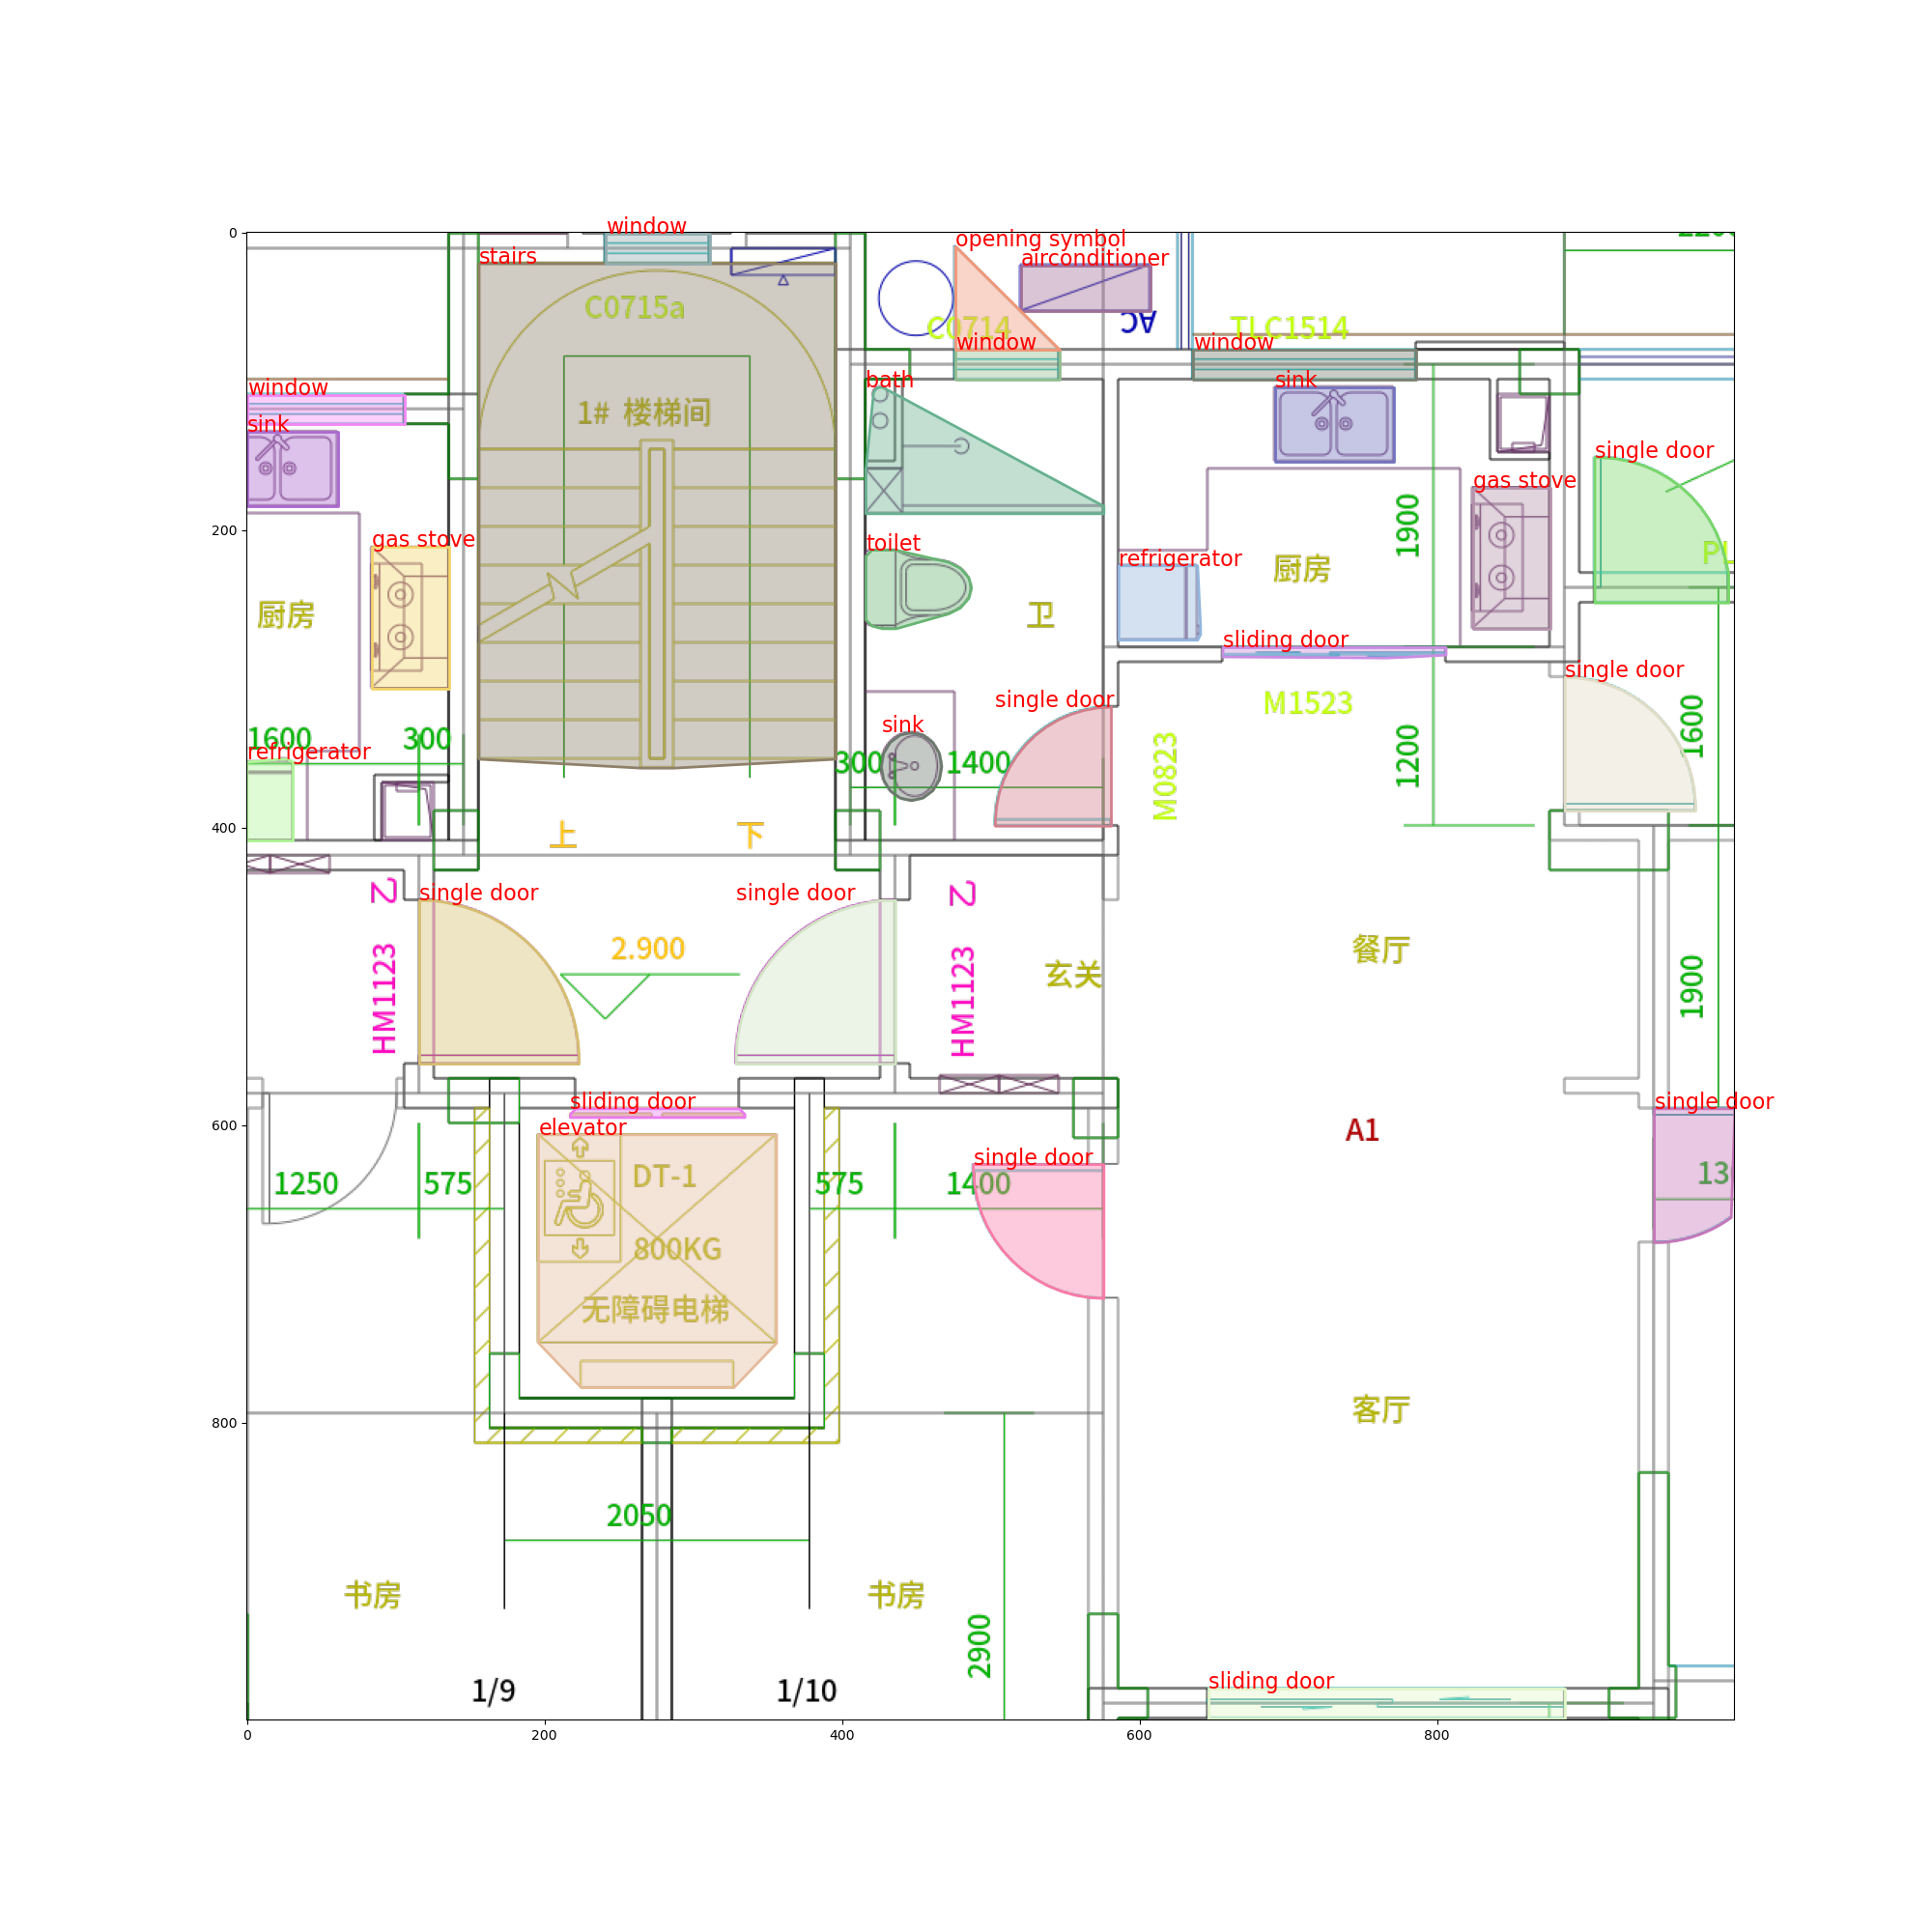 window
opening symbol
stairs
airconditioner
C0715a
C0714
AC
TLC1514
window
window
window
bath
sink
sink
1# 楼梯间
single door
gas stove
1900
gas stove
toilet
refrigerator
厨房
厨房
卫
sliding door
single door
single door
M1523
1600
300
refrigerator
sink
300
1400
M0823
1200
1600
上
下
single door
single door
乙
乙
HM1123
2.900
HM1123
玄关
餐厅
1900
sliding door
single door
elevator
A1
single door
1250
575
DT-1
575
1400
13
800KG
无障碍电梯
客厅
2050
书房
书房
2900
1/9
1/10
sliding door
0
200
400
600
800
0
200
400
600
800